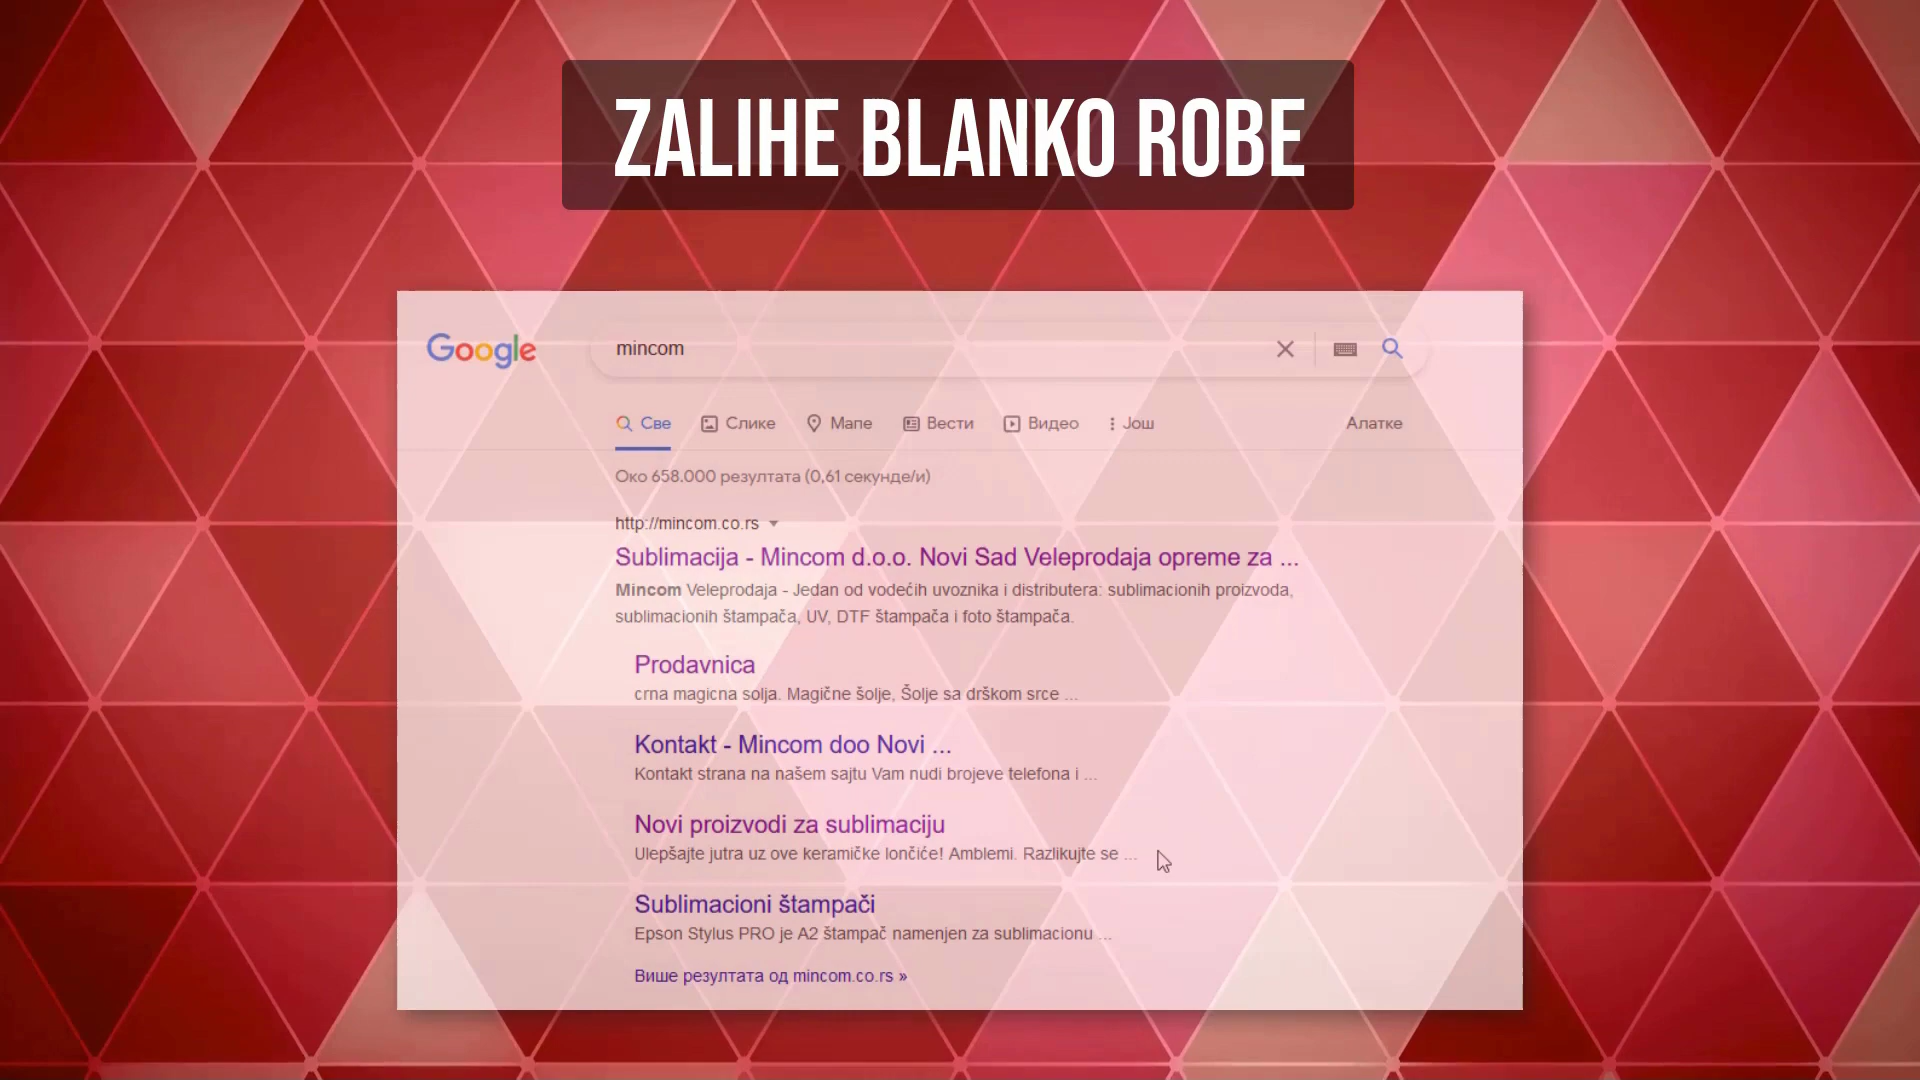 ZALIHE BLANKO ROBE
Google
mincom
Све Слике Мапе Вести Видео Још Алатке
Око 658.000 резултата (0,61 секунде/и)
http://mincom.co.rs
Sublimacija - Mincom d.o.o. Novi Sad Veleprodaja opreme za ...
Mincom Veleprodaja - Jedan od vodećih uvoznika i distributera: sublimacionih proizvoda,
sublimacionih štampača, UV, DTF štampača i foto štampača.
Prodavnica
crna magicna solja. Magične šolje, Šolje sa drškom srce ...
Kontakt - Mincom doo Novi ...
Kontakt strana na našem sajtu Vam nudi brojeve telefona i ...
Novi proizvodi za sublimaciju
Ulepšajte jutra uz ove keramičke lončiće! Amblemi. Razlikujte se ...
Sublimacioni štampači
Epson Stylus PRO je A2 štampač namenjen za sublimacionu ...
Више резултата од mincom.co.rs »